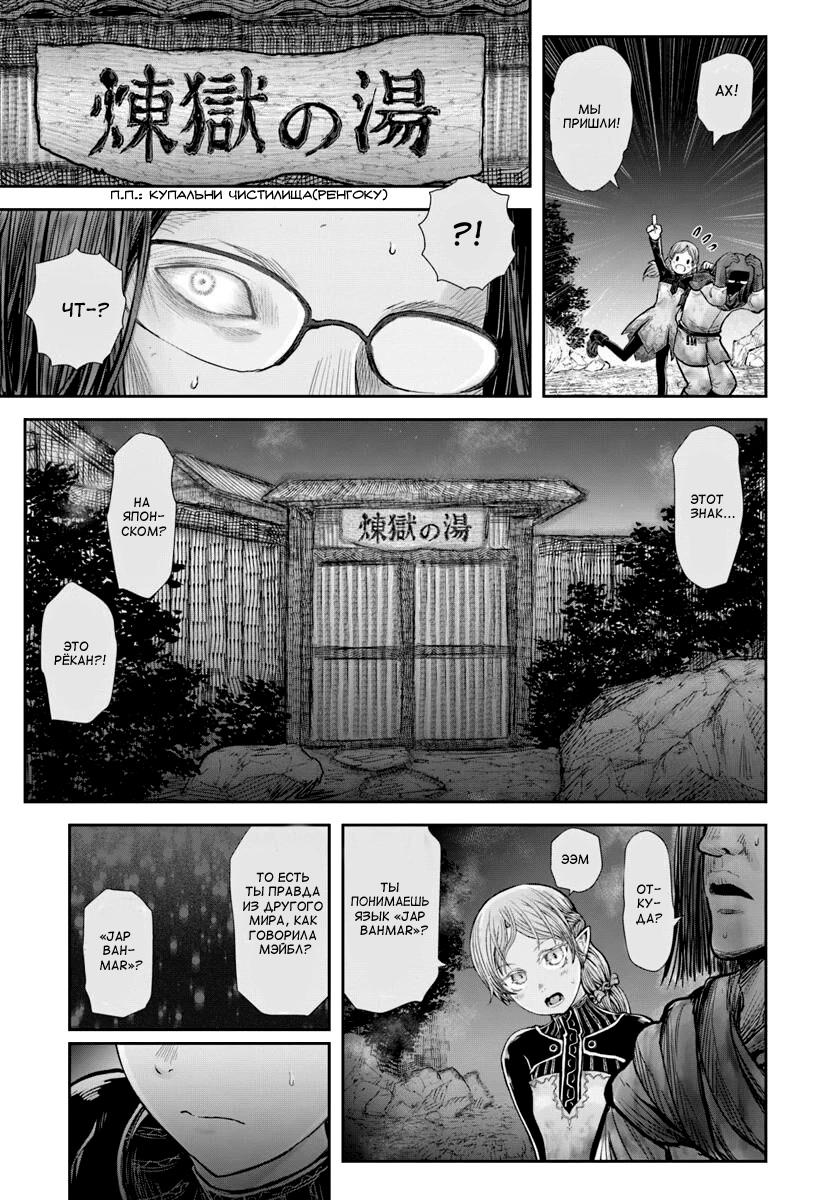 АХ!
МЫ
ПРИШЛИ!
煉獄の湯
П.П.: КУПАЛЬНИ ЧИСТИЛИЩА(РЕНГОКУ)
?!
ЧТ-?
ЭТОТ
ЗНАК...
煉獄の湯
НА
ЯПОН-
СКОМ?
ЭТО
РЁКАН?!
ОТ-
КУ-
ДА?
ЭЭМ
ТЫ
ПОНИМАЕШЬ
ЯЗЫК «JAP
BAHMAR»?
ТО ЕСТЬ
ТЫ ПРАВДА
ИЗ ДРУГОГО
МИРА, КАК
ГОВОРИЛА
МЭЙБЛ?
«JAP
BAH-
MAR»?